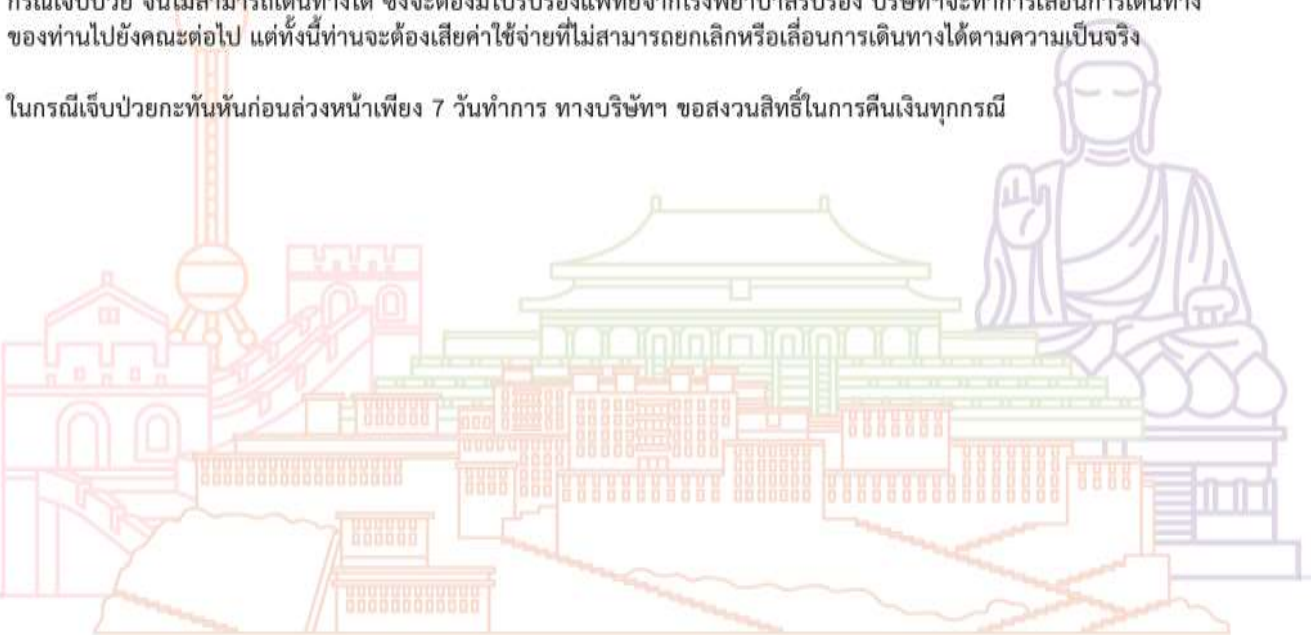 กรณีเจ็บป่วย จนไม่สามารถเดินทางได้ ซึ่งจะต้องมีใบรับรองแพทย์จากโรงพยาบาลรับรอง บริษัทฯจะทำการเลื่อนการเดินทาง
ของท่านไปยังคณะต่อไป แต่ทั้งนี้ท่านจะต้องเสียค่าใช้จ่ายที่ไม่สามารถยกเลิกหรือเลื่อนการเดินทางได้ตามความเป็นจริง
ในกรณีเจ็บป่วยกะทันหันก่อนล่วงหน้าเพียง 7 วันทำการ ทางบริษัทฯ ขอสงวนสิทธิ์ในการคืนเงินทุกกรณี